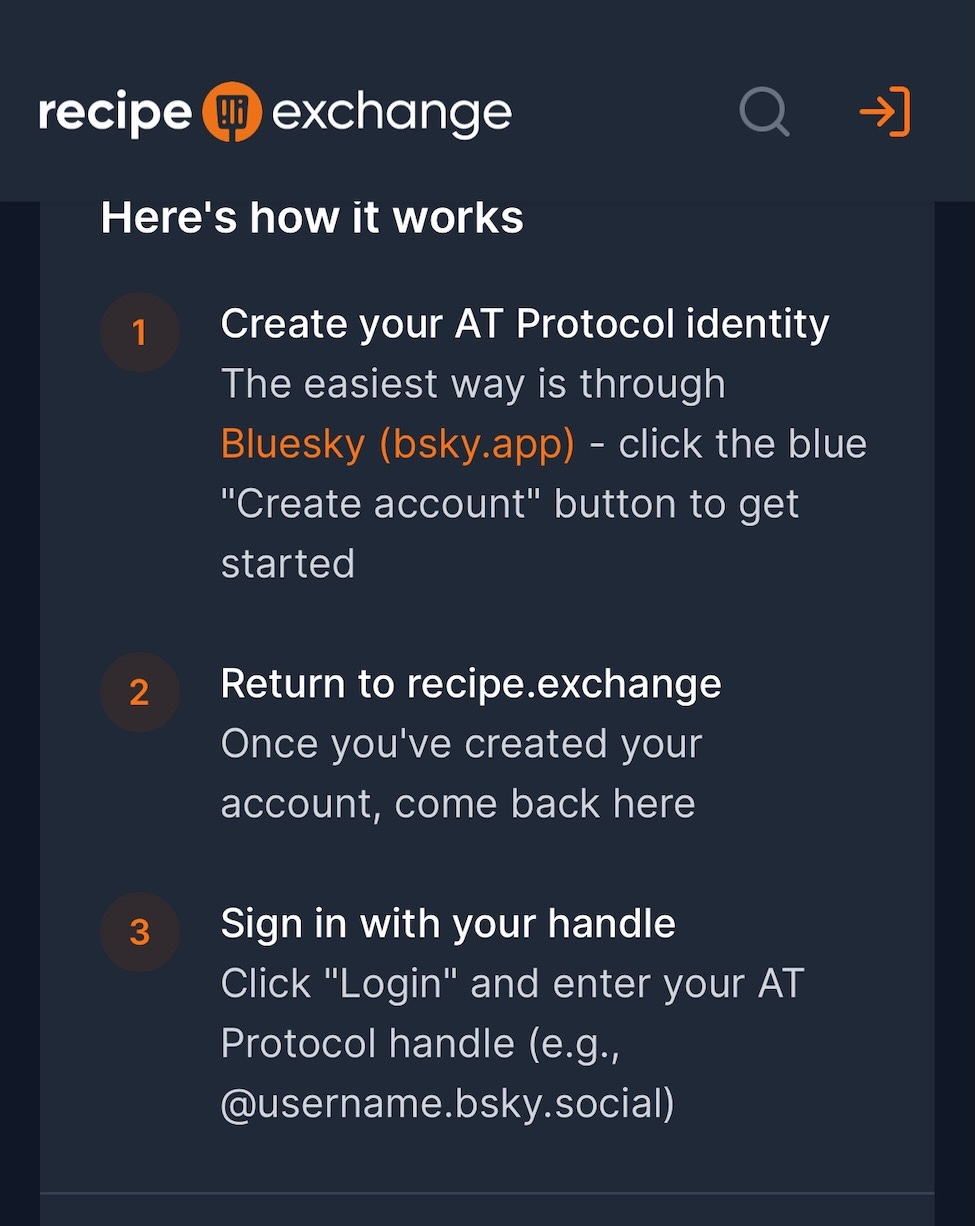 recipe exchange
Here's how it works
1
Create your AT Protocol identity
The easiest way is through
Bluesky (bsky.app) - click the blue
"Create account" button to get
started
2
Return to recipe.exchange
Once you've created your
account, come back here
3
Sign in with your handle
Click "Login" and enter your AT
Protocol handle (e.g.,
@username.bsky.social)